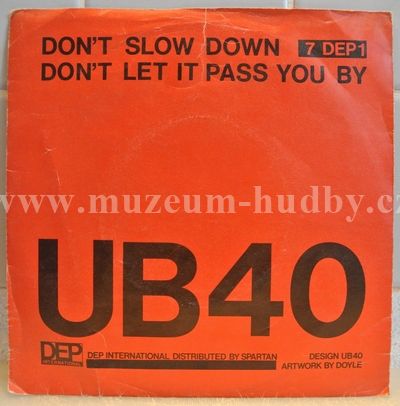 DON'T SLOW DOWN 7 DEP1
DON'T LET IT PASS YOU BY
www.muzeum-hudby.cz
UB40
DEP
INTERNATIONAL
DEP INTERNATIONAL DISTRIBUTED BY SPARTAN
DESIGN UB40
ARTWORK BY DOYLE